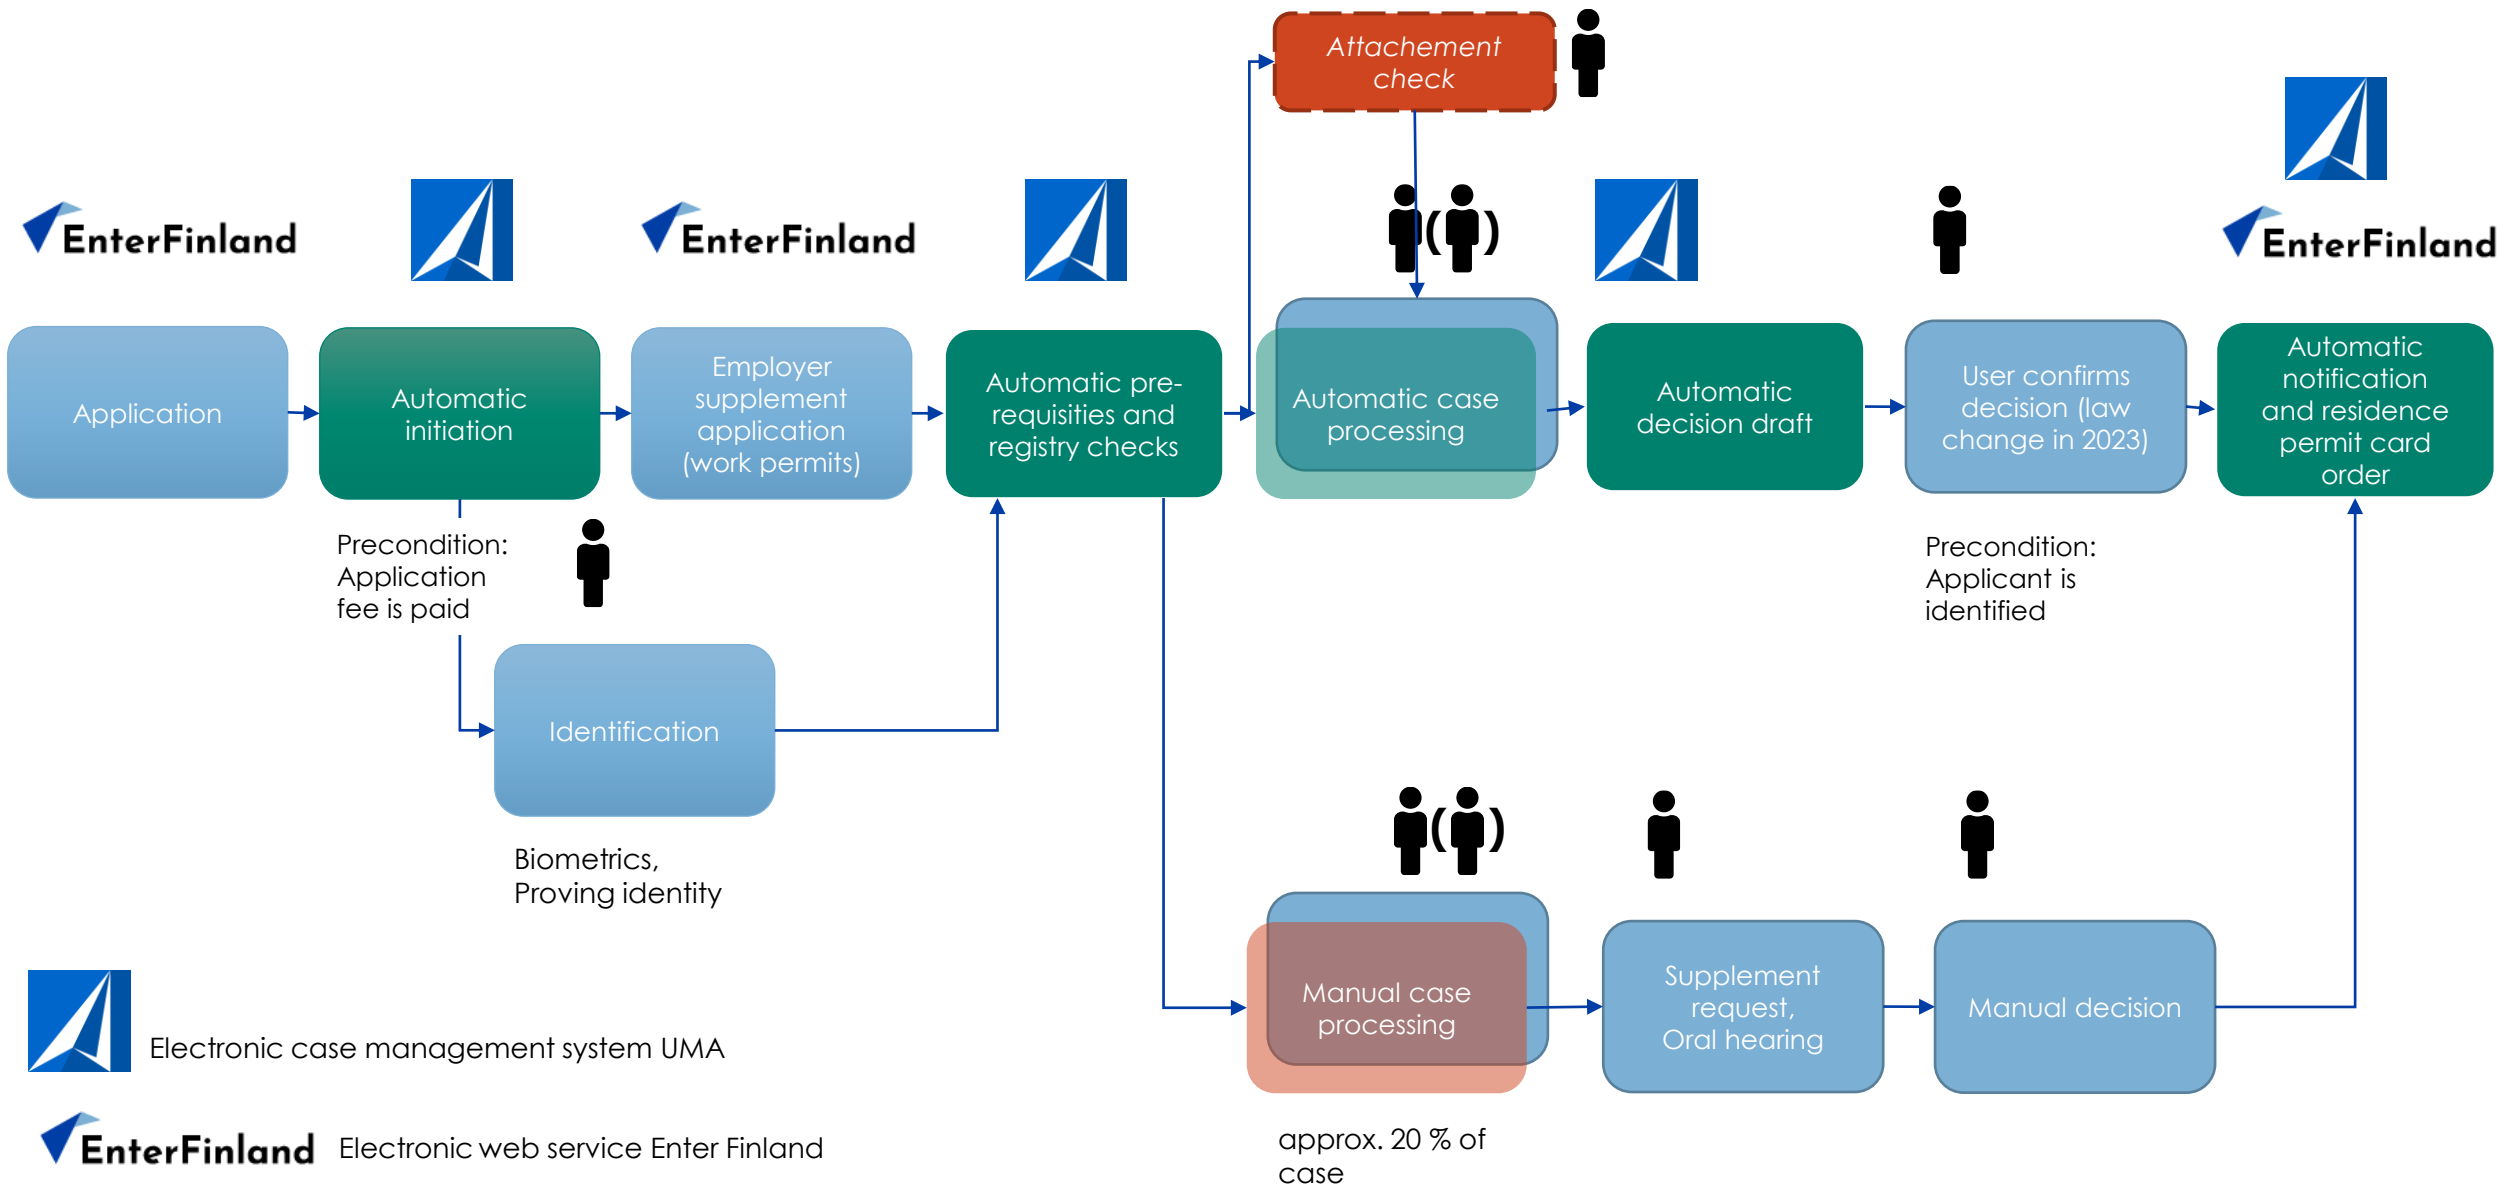 Attachement
check
EnterFinland
EnterFinland
( )
EnterFinland
Application
Automatic
initiation
Employer
supplement
application
(work permits)
Automatic pre-
requisities and
registry checks
Automatic case
processing
Automatic
decision draft
User confirms
decision (law
change in 2023)
Automatic
notification
and residence
permit card
order
Precondition:
Application
fee is paid
Precondition:
Applicant is
identified
Identification
Biometrics,
Proving identity
( )
Manual case
processing
Supplement
request,
Oral hearing
Manual decision
approx. 20 % of
case
Electronic case management system UMA
EnterFinland
Electronic web service Enter Finland